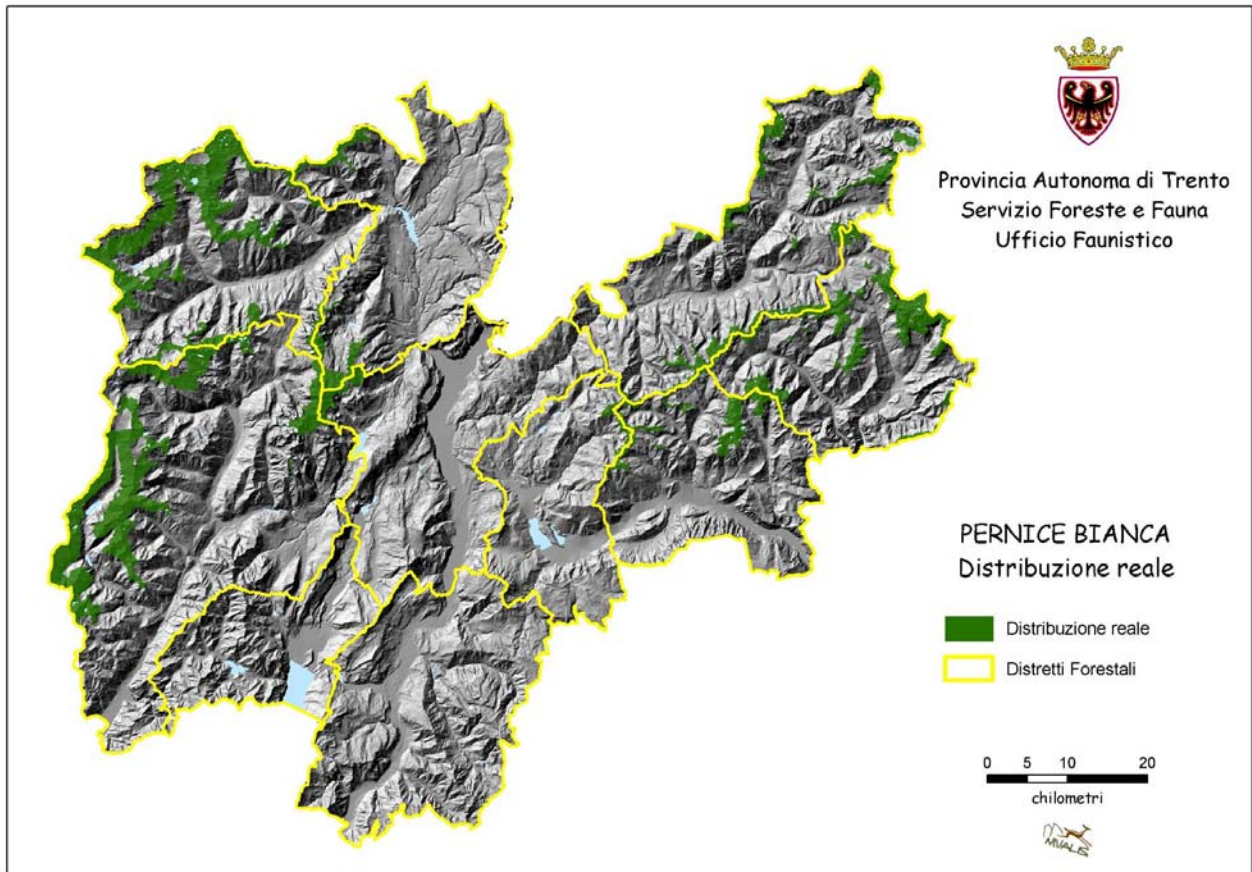 Provincia Autonoma di Trento
Servizio Foreste e Fauna
Ufficio Faunistico
PERNICE BIANCA
Distribuzione reale
Distribuzione reale
Distretti Forestali
0 5 10 20
chilometri